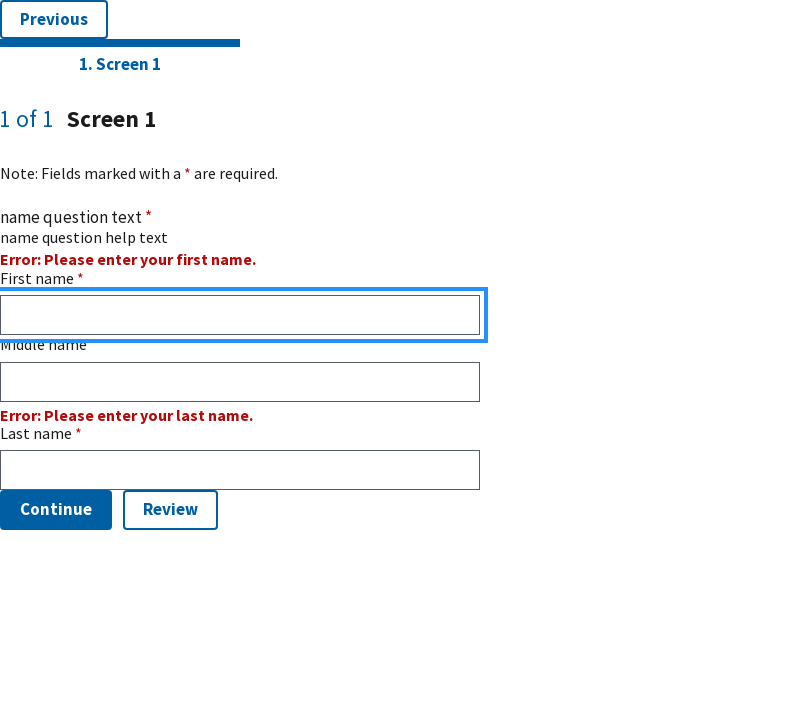 Previous
1. Screen 1
1 of 1 Screen 1
Note: Fields marked with a * are required.
name question text *
name question help text
Error: Please enter your first name.
First name *
Middle name
Error: Please enter your last name.
Last name *
Continue Review